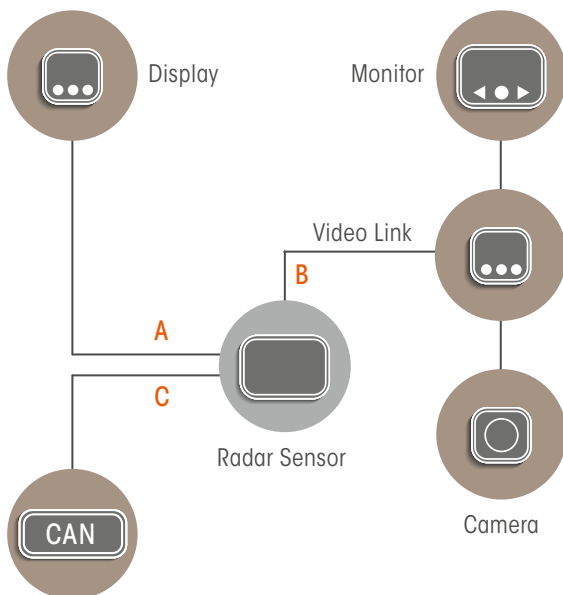 Display
Monitor
Video Link
B
A
C
Radar Sensor
CAN
Camera